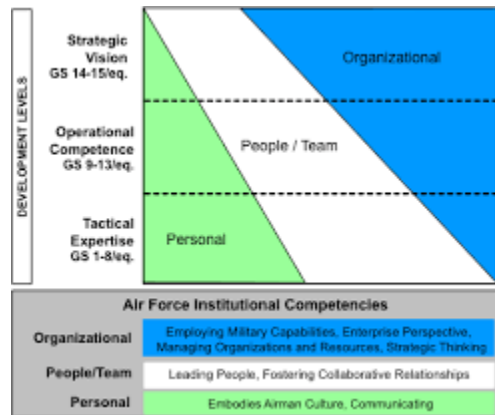 DEVELOPMENT LEVELS
Strategic
Vision
GS 14-15/eq.
Operational
Competence
GS 9-13/eq.
Tactical
Expertise
GS 1-8/eq.
Organizational
People / Team
Personal
Air Force Institutional Competencies
Organizational
Employing Military Capabilities, Enterprise Perspective,
Managing Organizations and Resources, Strategic Thinking
People/Team
Leading People, Fostering Collaborative Relationships
Personal
Embodies Airman Culture, Communicating